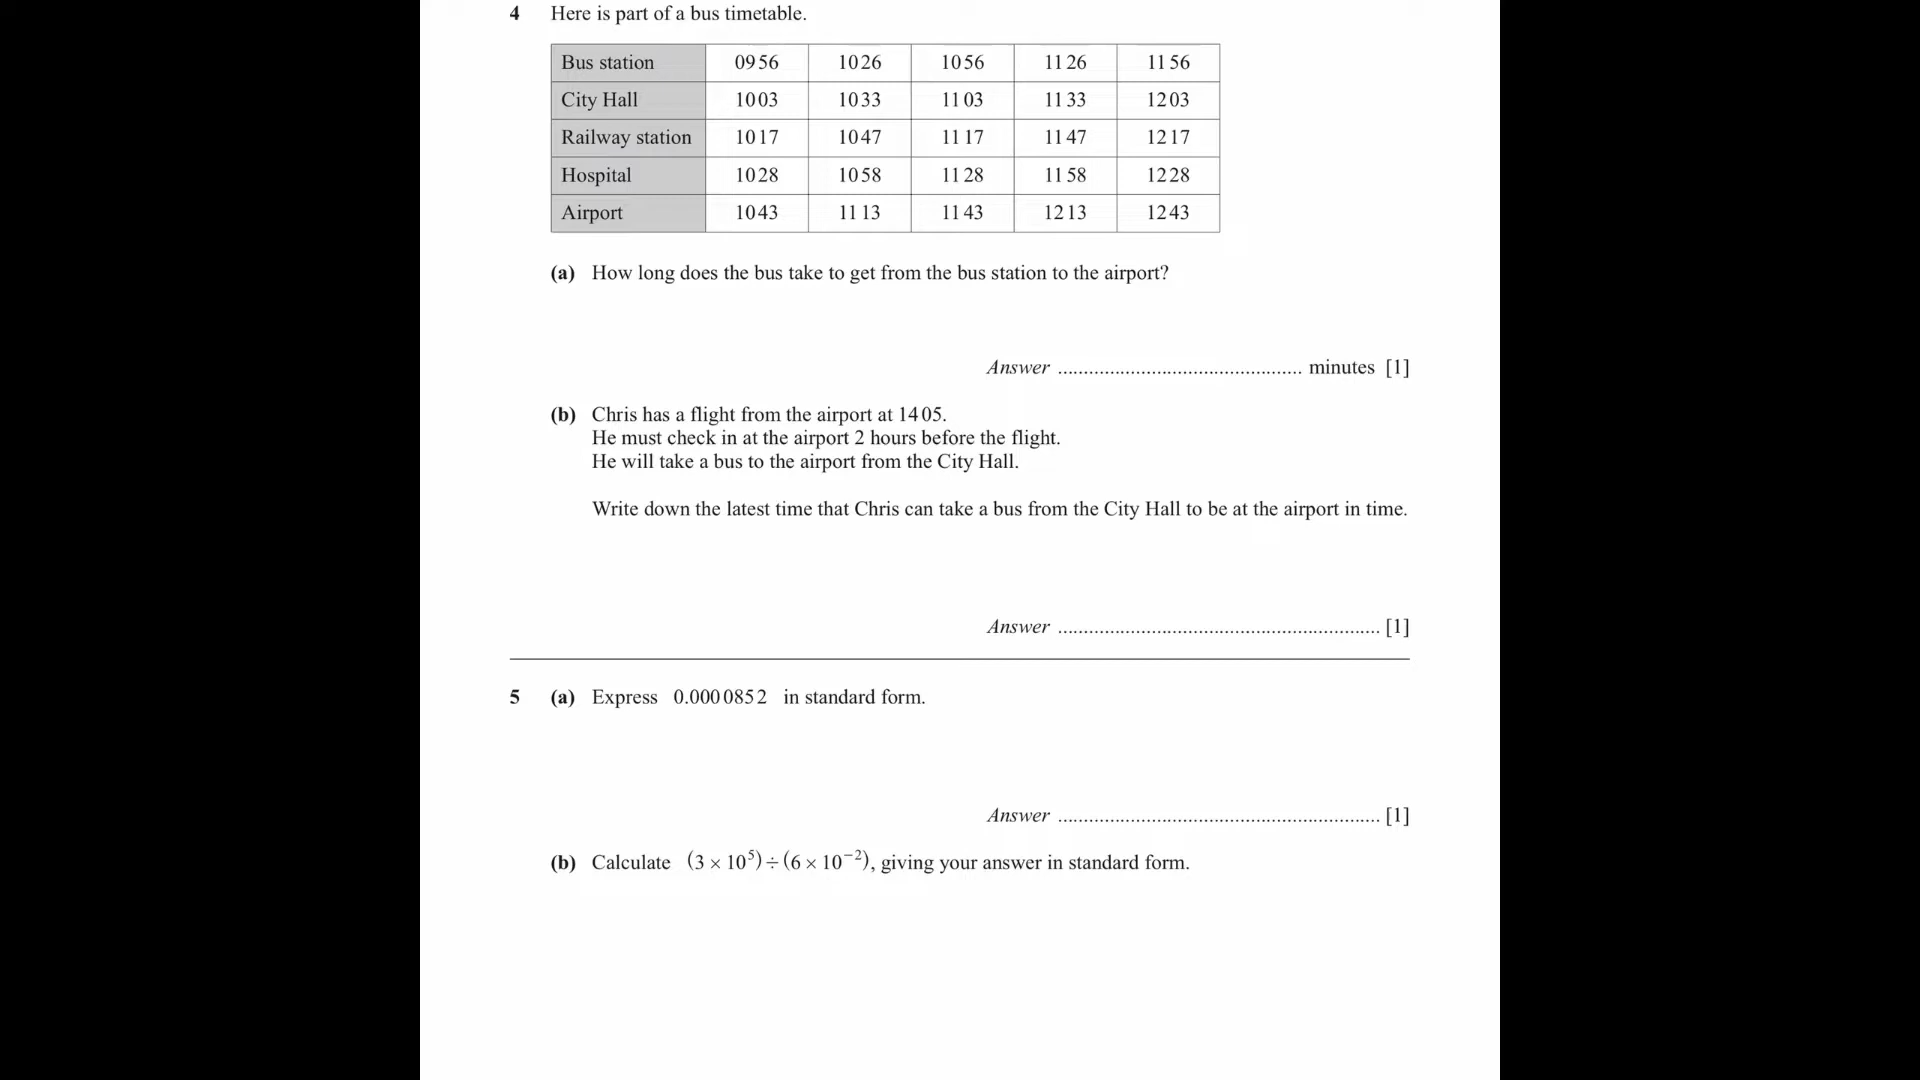 4 Here is part of a bus timetable.
Bus station 0956 1026 1056 1126 1156
City Hall 1003 1033 1103 1133 1203
Railway station 1017 1047 1117 1147 1217
Hospital 1028 1058 1128 1158 1228
Airport 1043 1113 1143 1213 1243
(a) How long does the bus take to get from the bus station to the airport?
Answer ............................................... minutes [1]
(b) Chris has a flight from the airport at 1405.
He must check in at the airport 2 hours before the flight.
He will take a bus to the airport from the City Hall.
Write down the latest time that Chris can take a bus from the City Hall to be at the airport in time.
Answer .............................................................. [1]
5 (a) Express 0.0000852 in standard form.
Answer .............................................................. [1]
(b) Calculate (3 × 10⁵) ÷ (6 × 10⁻²), giving your answer in standard form.